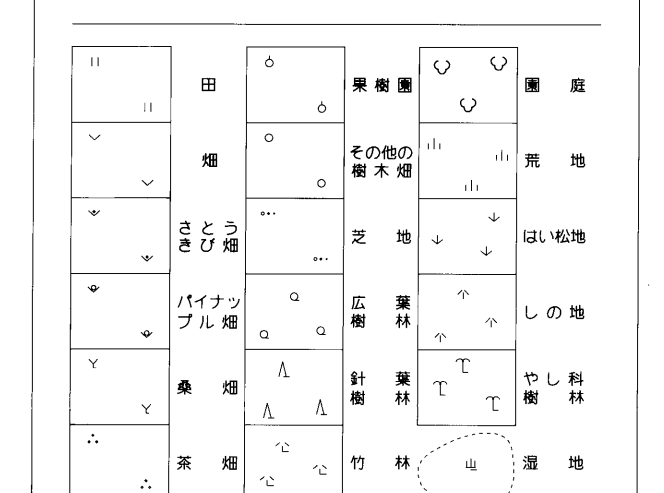 田
果樹園
園庭
畑
その他の
樹木畑
荒地
さとう
きび畑
芝地
はい松地
パイナッ
プル畑
広葉
樹林
しの地
桑畑
針葉
樹林
やし科
樹林
茶畑
竹林
湿地